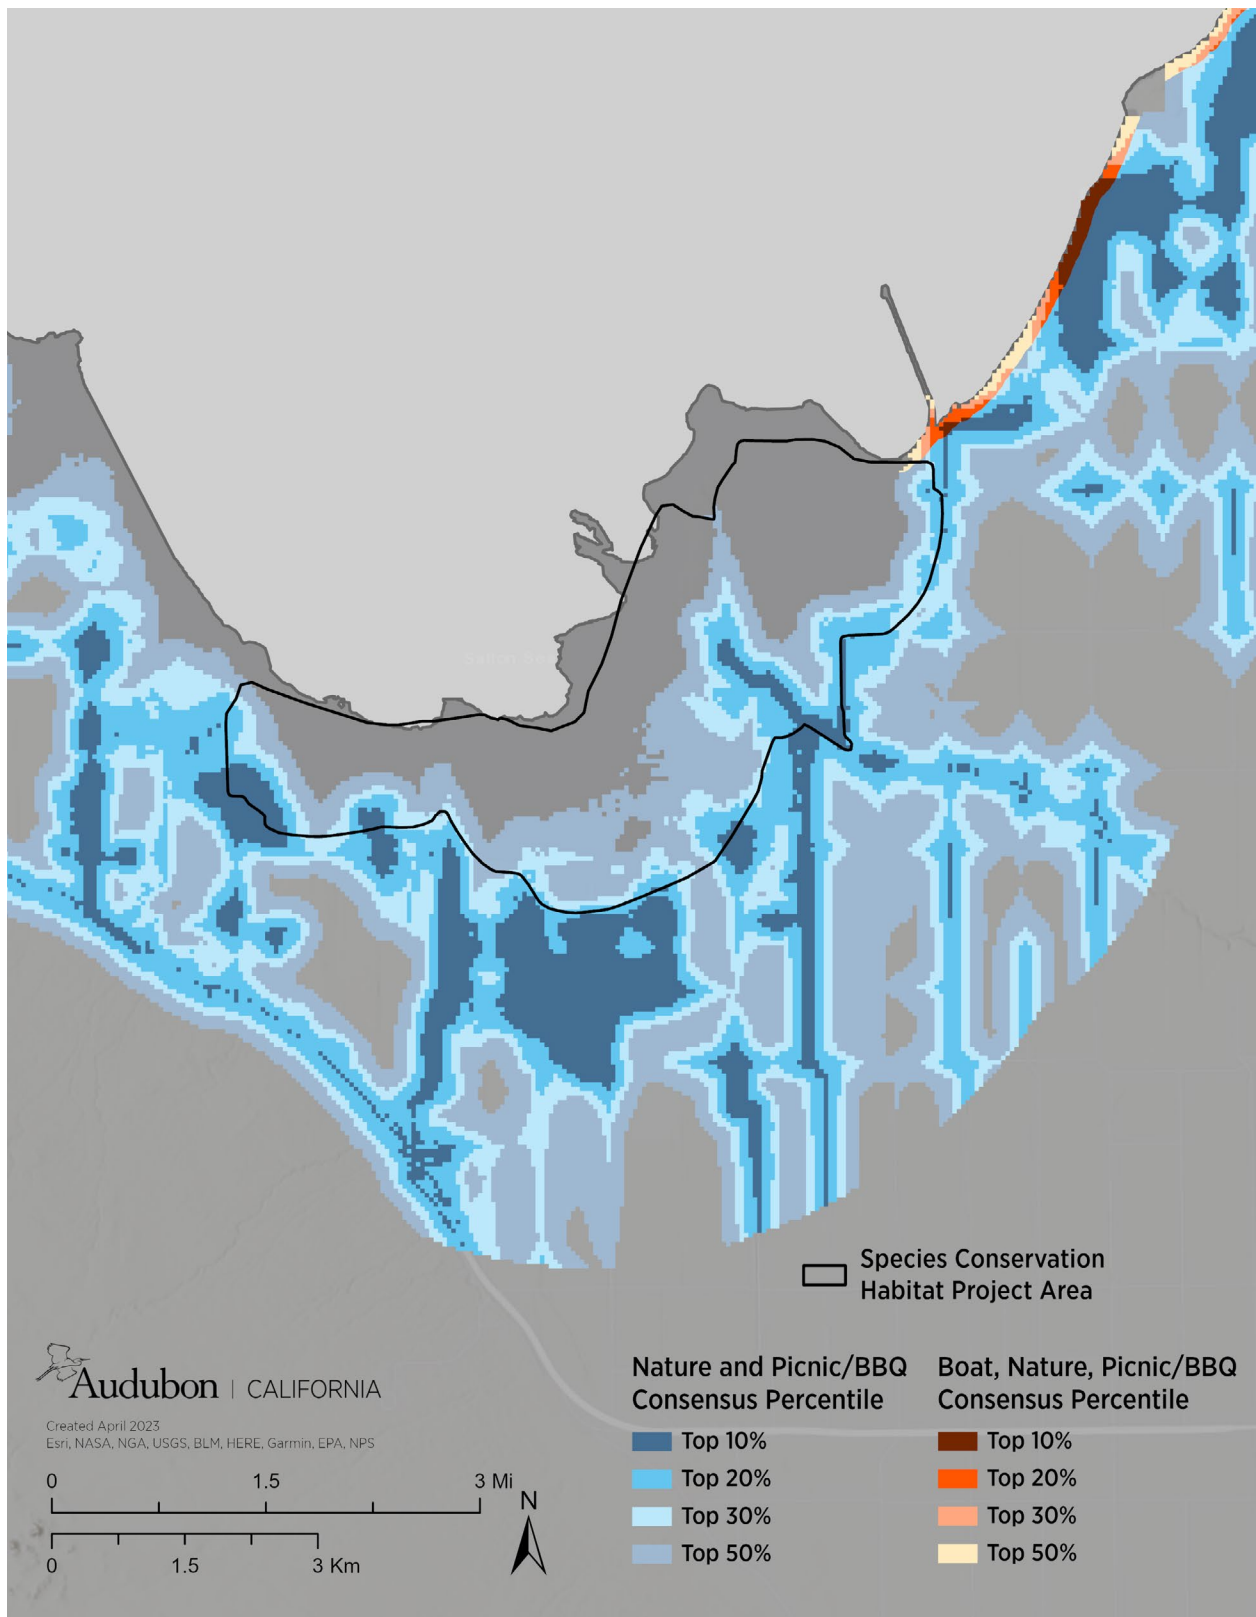 Species Conservation
Habitat Project Area
Audubon | CALIFORNIA
Created April 2023
Esri, NASA, NGA, USGS, BLM, HERE, Garmin, EPA, NPS
0 1.5 3 Mi
0 1.5 3 Km
N
Nature and Picnic/BBQ
Consensus Percentile
Top 10%
Top 20%
Top 30%
Top 50%
Boat, Nature, Picnic/BBQ
Consensus Percentile
Top 10%
Top 20%
Top 30%
Top 50%